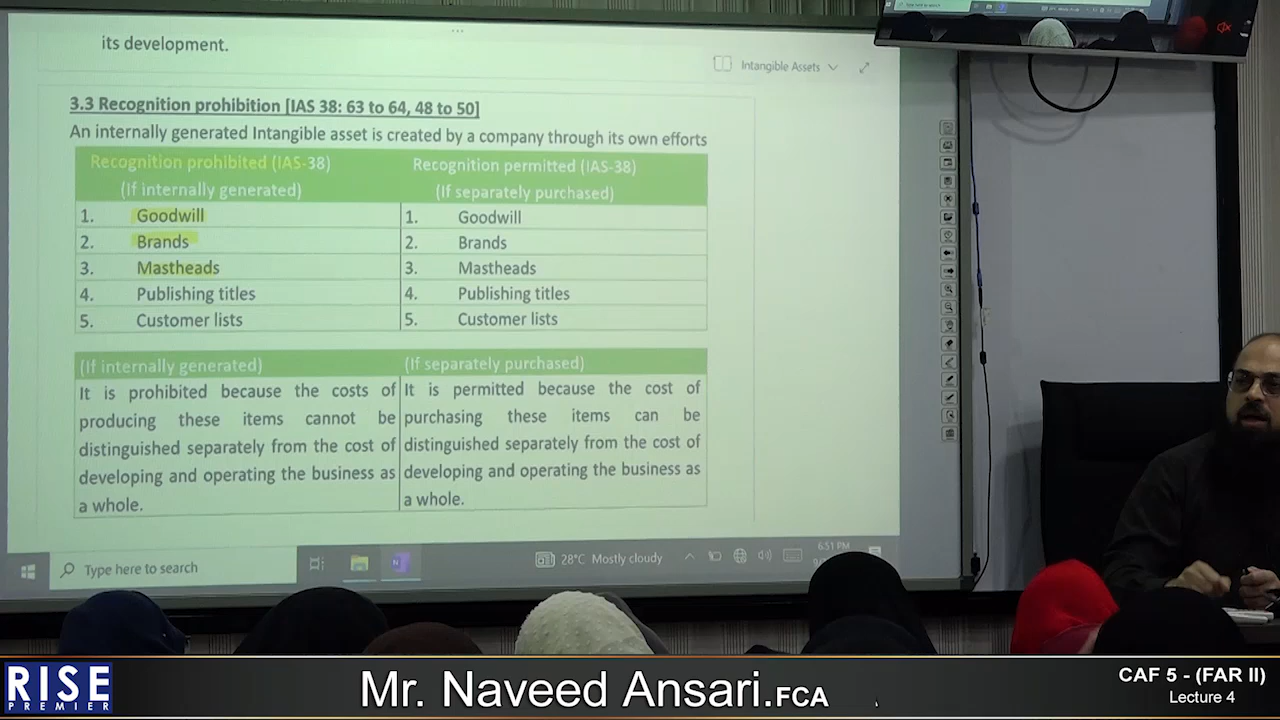 its development.
Intangible Assets
3.3 Recognition prohibition [IAS 38: 63 to 64, 48 to 50]
An internally generated Intangible asset is created by a company through its own efforts
Recognition prohibited (IAS-38)
(If internally generated)
Recognition permitted (IAS-38)
(If separately purchased)
1. Goodwill
1. Goodwill
2. Brands
2. Brands
3. Mastheads
3. Mastheads
4. Publishing titles
4. Publishing titles
5. Customer lists
5. Customer lists
(If internally generated)
(If separately purchased)
It is prohibited because the costs of
producing these items cannot be
distinguished separately from the cost of
developing and operating the business as
a whole.
It is permitted because the cost of
purchasing these items can be
distinguished separately from the cost of
developing and operating the business as
a whole.
Type here to search
28°C Mostly cloudy
6:51 PM
RISE
PREMIER
Mr. Naveed Ansari.FCA
CAF 5 - (FAR II)
Lecture 4